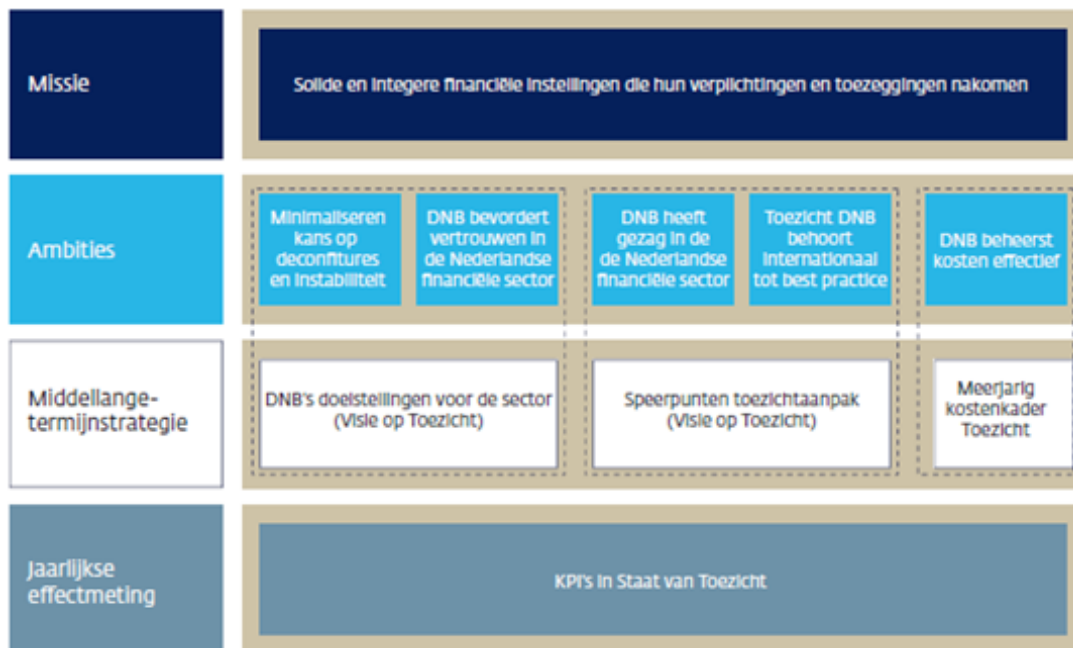 Missie
Solide en integere financiële instellingen die hun verplichtingen en toezeggingen nakomen
Ambities
Minimaliseren
kans op
deconfitures
en instabiliteit
DNB bevordert
vertrouwen in
de Nederlandse
financiële sector
DNB heeft
gezag in de
de Nederlandse
financiële sector
Toezicht DNB
behoort
internationaal
tot best practice
DNB beheerst
kosten effectief
Middellange-
termijnstrategie
DNB's doelstellingen voor de sector
(Visie op Toezicht)
Speerpunten toezichtaanpak
(Visie op Toezicht)
Meerjarig
kostenkader
Toezicht
Jaarlijkse
effectmeting
KPI's in Staat van Toezicht